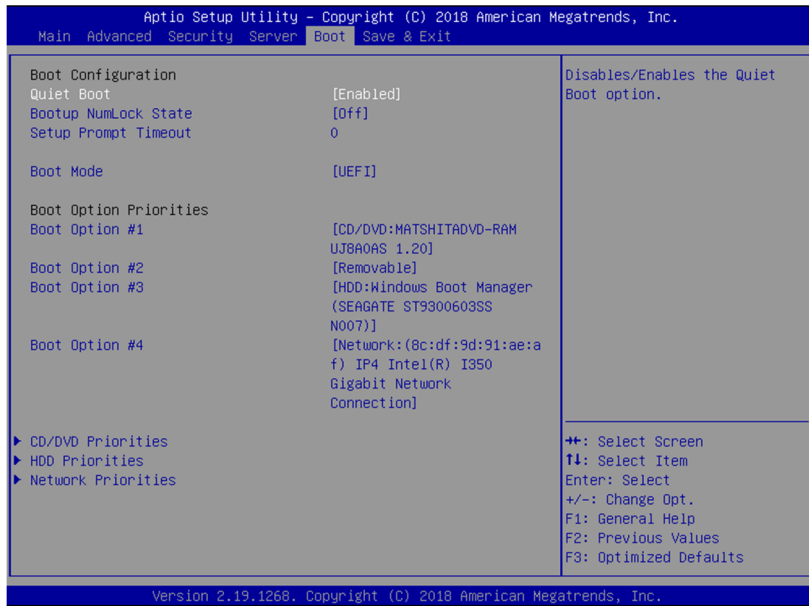 Aptio Setup Utility – Copyright (C) 2018 American Megatrends, Inc.
Main Advanced Security Server Boot Save & Exit
Boot Configuration
Quiet Boot [Enabled]
Bootup NumLock State [Off]
Setup Prompt Timeout 0
Boot Mode [UEFI]
Boot Option Priorities
Boot Option #1 [CD/DVD:MATSHITADVD-RAM
UJ8A0AS 1.20]
Boot Option #2 [Removable]
Boot Option #3 [HDD:Windows Boot Manager
(SEAGATE ST9300603SS
N007)]
Boot Option #4 [Network:(8c:df:9d:91:ae:a
f) IP4 Intel(R) I350
Gigabit Network
Connection]
CD/DVD Priorities
HDD Priorities
Network Priorities
Disables/Enables the Quiet
Boot option.
→←: Select Screen
↑↓: Select Item
Enter: Select
+/-: Change Opt.
F1: General Help
F2: Previous Values
F3: Optimized Defaults
Version 2.19.1268. Copyright (C) 2018 American Megatrends, Inc.